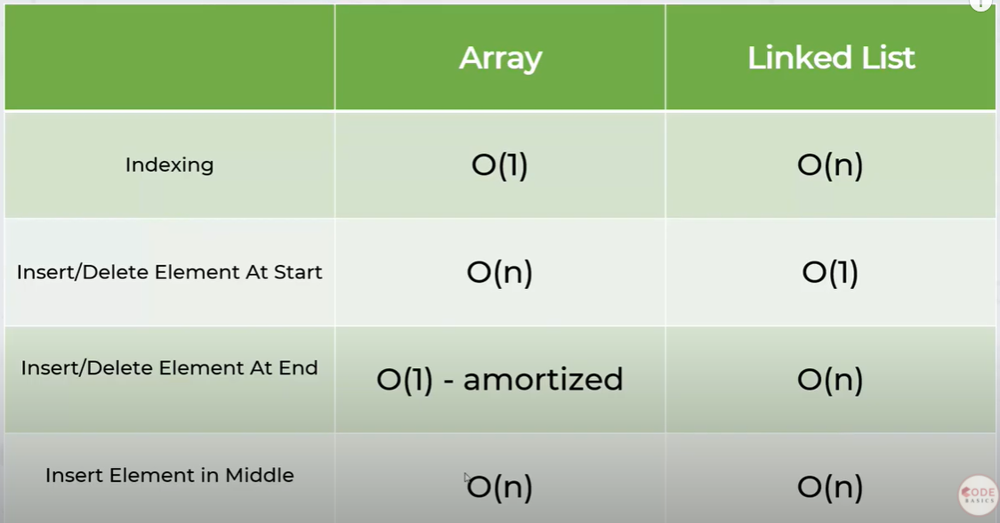 Array Linked List
Indexing O(1) O(n)
Insert/Delete Element At Start O(n) O(1)
Insert/Delete Element At End O(1) - amortized O(n)
Insert Element in Middle O(n) O(n)
CODE
BASICS